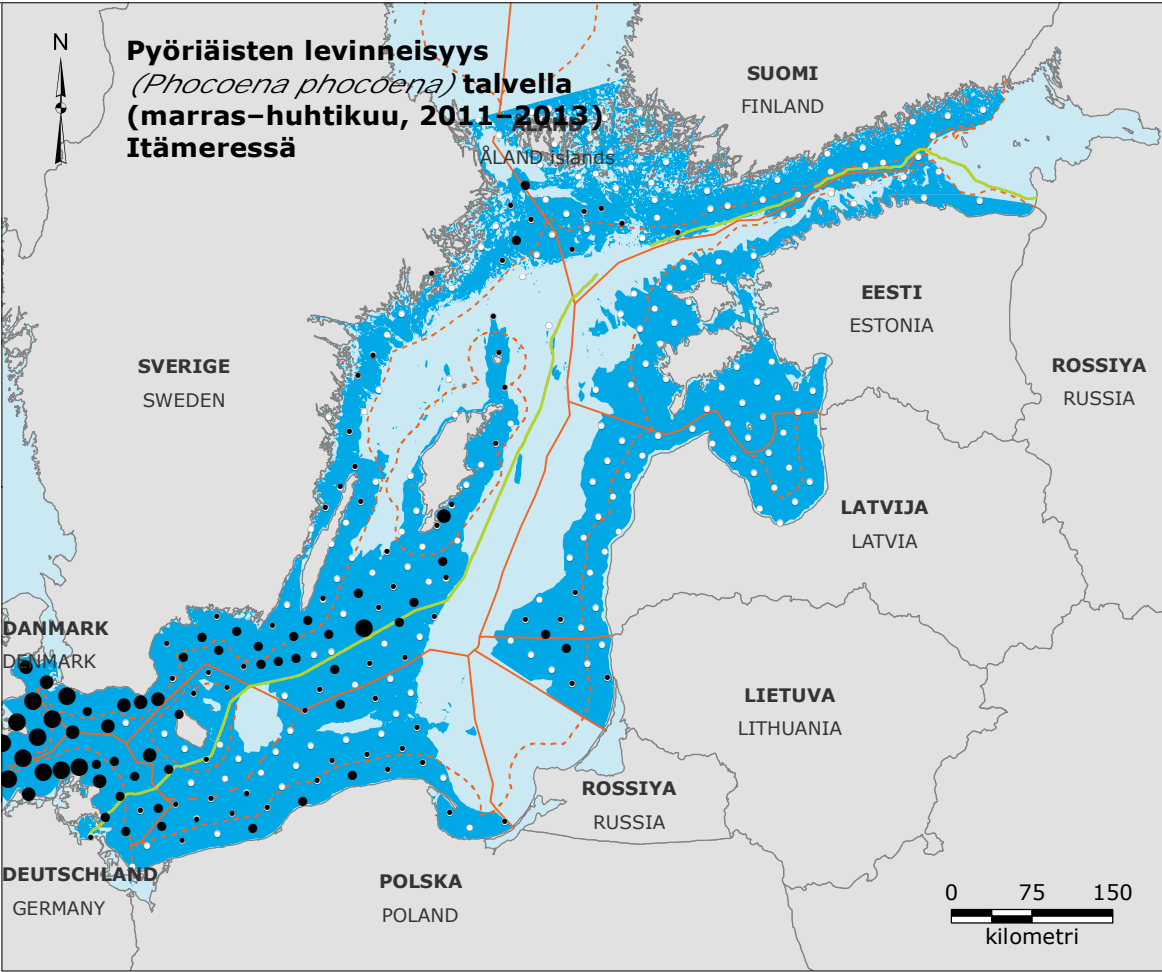 N
Pyöriäisten levinneisyys
(Phocoena phocoena) talvella
(marras–huhtikuu, 2011–2013)
Itämeressä
ÅLAND
ÅLAND islands
SUOMI
FINLAND
EESTI
ESTONIA
ROSSIYA
RUSSIA
SVERIGE
SWEDEN
LATVIJA
LATVIA
DANMARK
DENMARK
LIETUVA
LITHUANIA
ROSSIYA
RUSSIA
DEUTSCHLAND
GERMANY
POLSKA
POLAND
0 75 150
kilometri